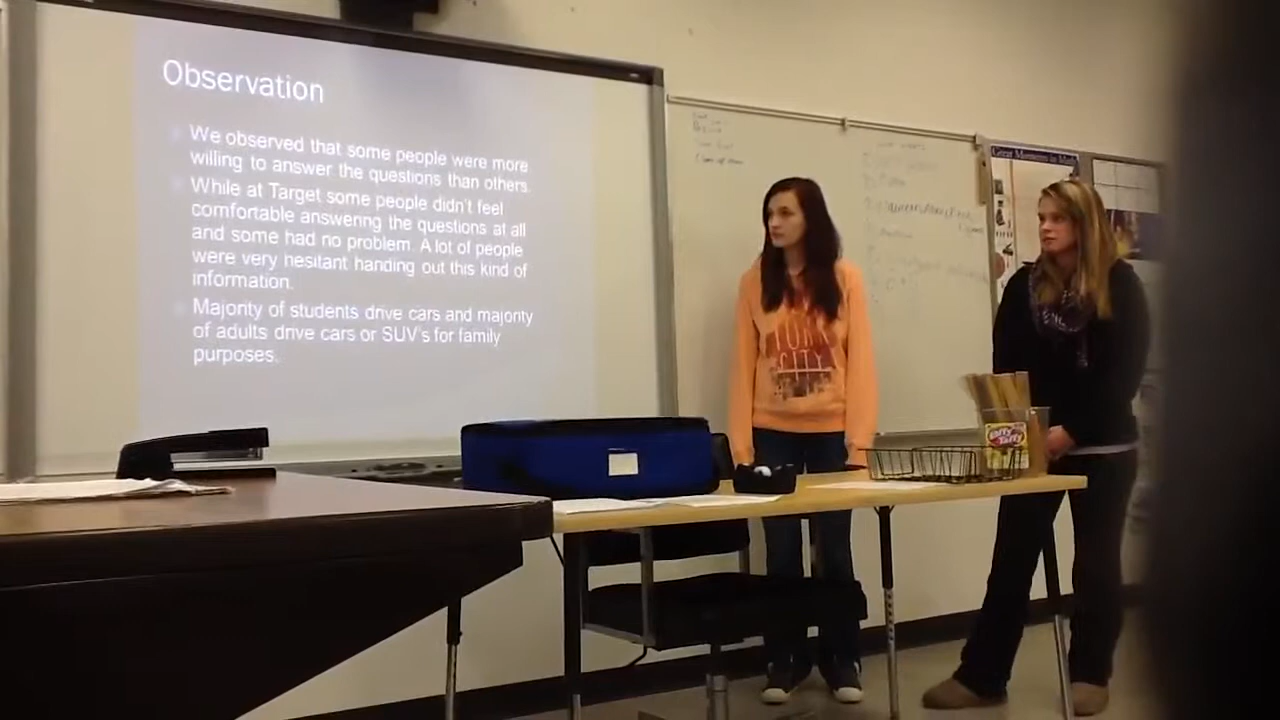 Observation
We observed that some people were more
willing to answer the questions than others.
While at Target some people didn't feel
comfortable answering the questions at all
and some had no problem. A lot of people
were very hesitant handing out this kind of
information.
Majority of students drive cars and majority
of adults drive cars or SUV's for family
purposes.
Great Moments in Math
YORK
CITY
Laffy
Taffy